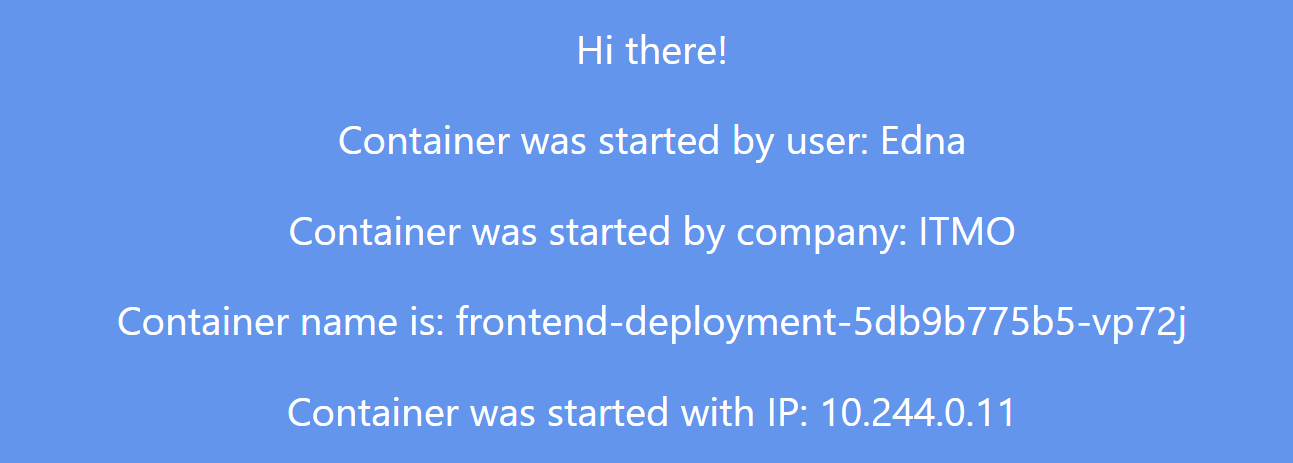 Hi there!
Container was started by user: Edna
Container was started by company: ITMO
Container name is: frontend-deployment-5db9b775b5-vp72j
Container was started with IP: 10.244.0.11